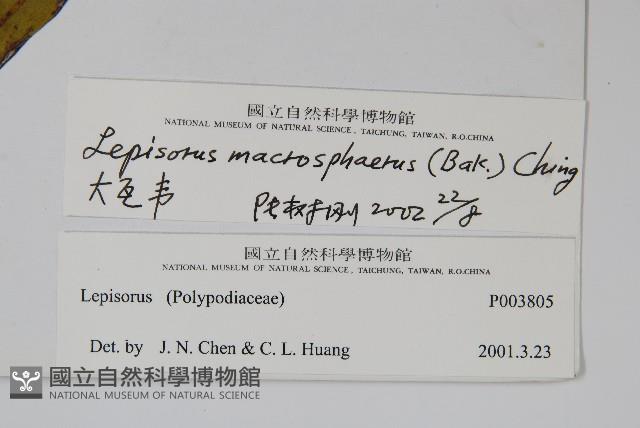 國立自然科學博物館
NATIONAL MUSEUM OF NATURAL SCIENCE, TAICHUNG, TAIWAN, R.O.CHINA
Lepisorus macrosphaerus (Bak.) Ching
大瓦韦
2002 22/8
國立自然科學博物館
NATIONAL MUSEUM OF NATURAL SCIENCE, TAICHUNG, TAIWAN, R.O.CHINA
Lepisorus (Polypodiaceae) P003805
Det. by J. N. Chen & C. L. Huang 2001.3.23
國立自然科學博物館
NATIONAL MUSEUM OF NATURAL SCIENCE